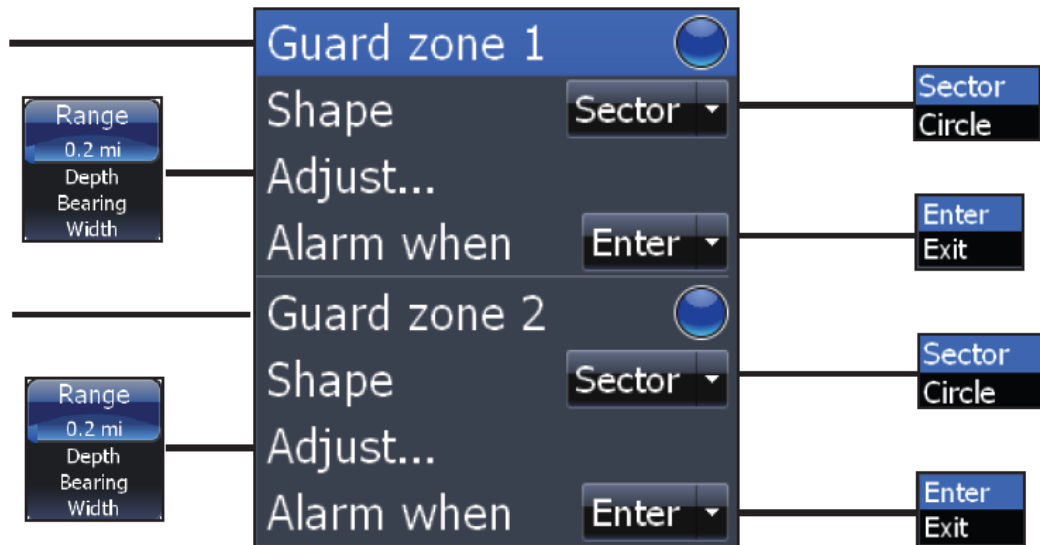 Guard zone 1
Shape Sector
Sector
Circle
Range
0.2 mi
Depth
Bearing
Width
Adjust...
Alarm when Enter
Enter
Exit
Guard zone 2
Shape Sector
Sector
Circle
Range
0.2 mi
Depth
Bearing
Width
Adjust...
Alarm when Enter
Enter
Exit